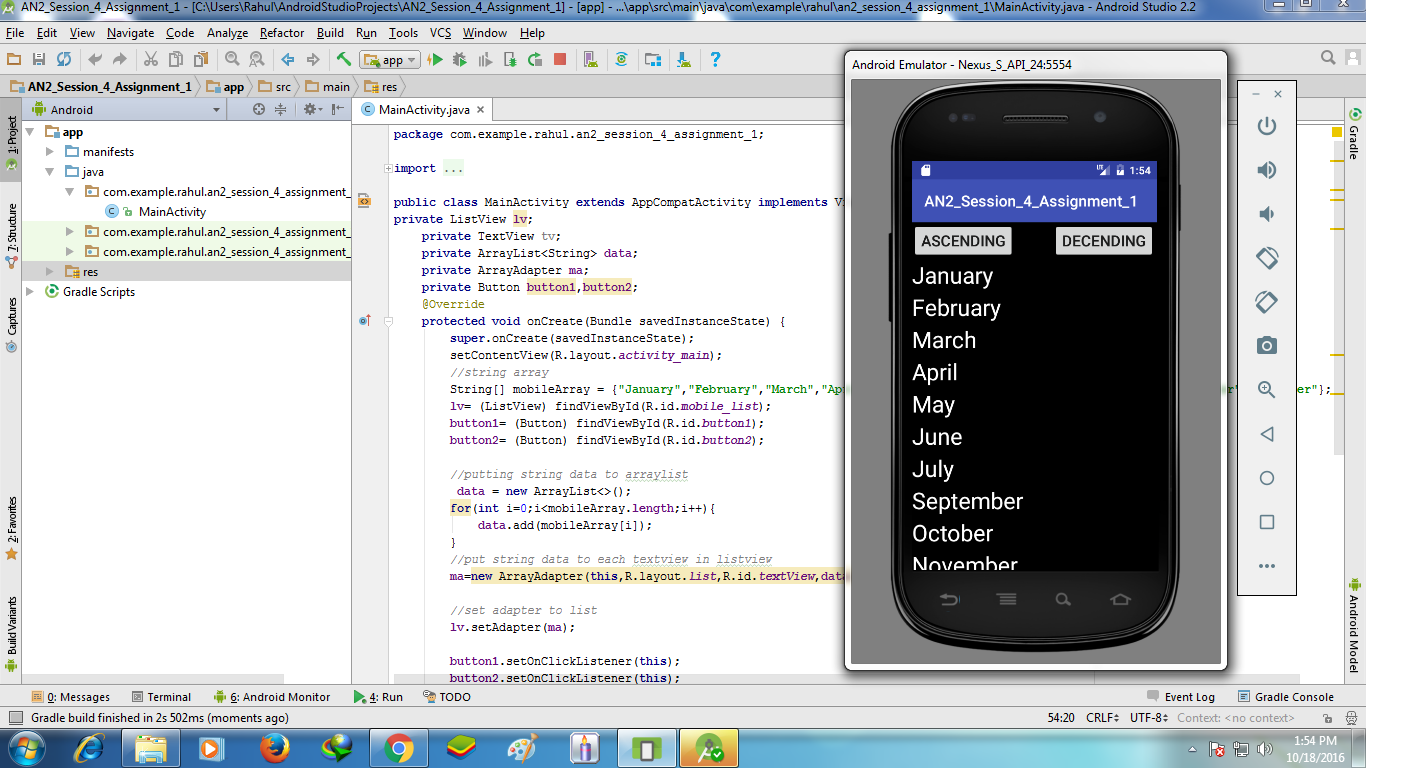 AN2_Session_4_Assignment_1 - [C:\Users\Rahul\AndroidStudioProjects\AN2_Session_4_Assignment_1] - [app] - ...\app\src\main\java\com\example\rahul\an2_session_4_assignment_1\MainActivity.java - Android Studio 2.2
File Edit View Navigate Code Analyze Refactor Build Run Tools VCS Window Help
app
AN2_Session_4_Assignment_1 app src main res
Android
MainActivity.java
1: Project
7: Structure
Captures
2: Favorites
Build Variants
app
manifests
java
com.example.rahul.an2_session_4_assignment_
MainActivity
com.example.rahul.an2_session_4_assignment_
com.example.rahul.an2_session_4_assignment_
res
Gradle Scripts
package com.example.rahul.an2_session_4_assignment_1;
import ...
public class MainActivity extends AppCompatActivity implements Vi
private ListView lv;
private TextView tv;
private ArrayList<String> data;
private ArrayAdapter ma;
private Button button1,button2;
@Override
protected void onCreate(Bundle savedInstanceState) {
super.onCreate(savedInstanceState);
setContentView(R.layout.activity_main);
//string array
String[] mobileArray = {"January","February","March","Ap er"};
lv= (ListView) findViewById(R.id.mobile_list);
button1= (Button) findViewById(R.id.button1);
button2= (Button) findViewById(R.id.button2);
//putting string data to arraylist
data = new ArrayList<>();
for(int i=0;i<mobileArray.length;i++){
data.add(mobileArray[i]);
}
//put string data to each textview in listview
ma=new ArrayAdapter(this,R.layout.list,R.id.textView,data
//set adapter to list
lv.setAdapter(ma);
button1.setOnClickListener(this);
button2.setOnClickListener(this);
Android Emulator - Nexus_S_API_24:5554
LTE 1:54
AN2_Session_4_Assignment_1
ASCENDING DECENDING
January
February
March
April
May
June
July
September
October
November
Gradle
Android Model
0: Messages Terminal 6: Android Monitor 4: Run TODO Event Log Gradle Console
Gradle build finished in 2s 502ms (moments ago) 54:20 CRLF UTF-8 Context: <no context>
1:54 PM
10/18/2016